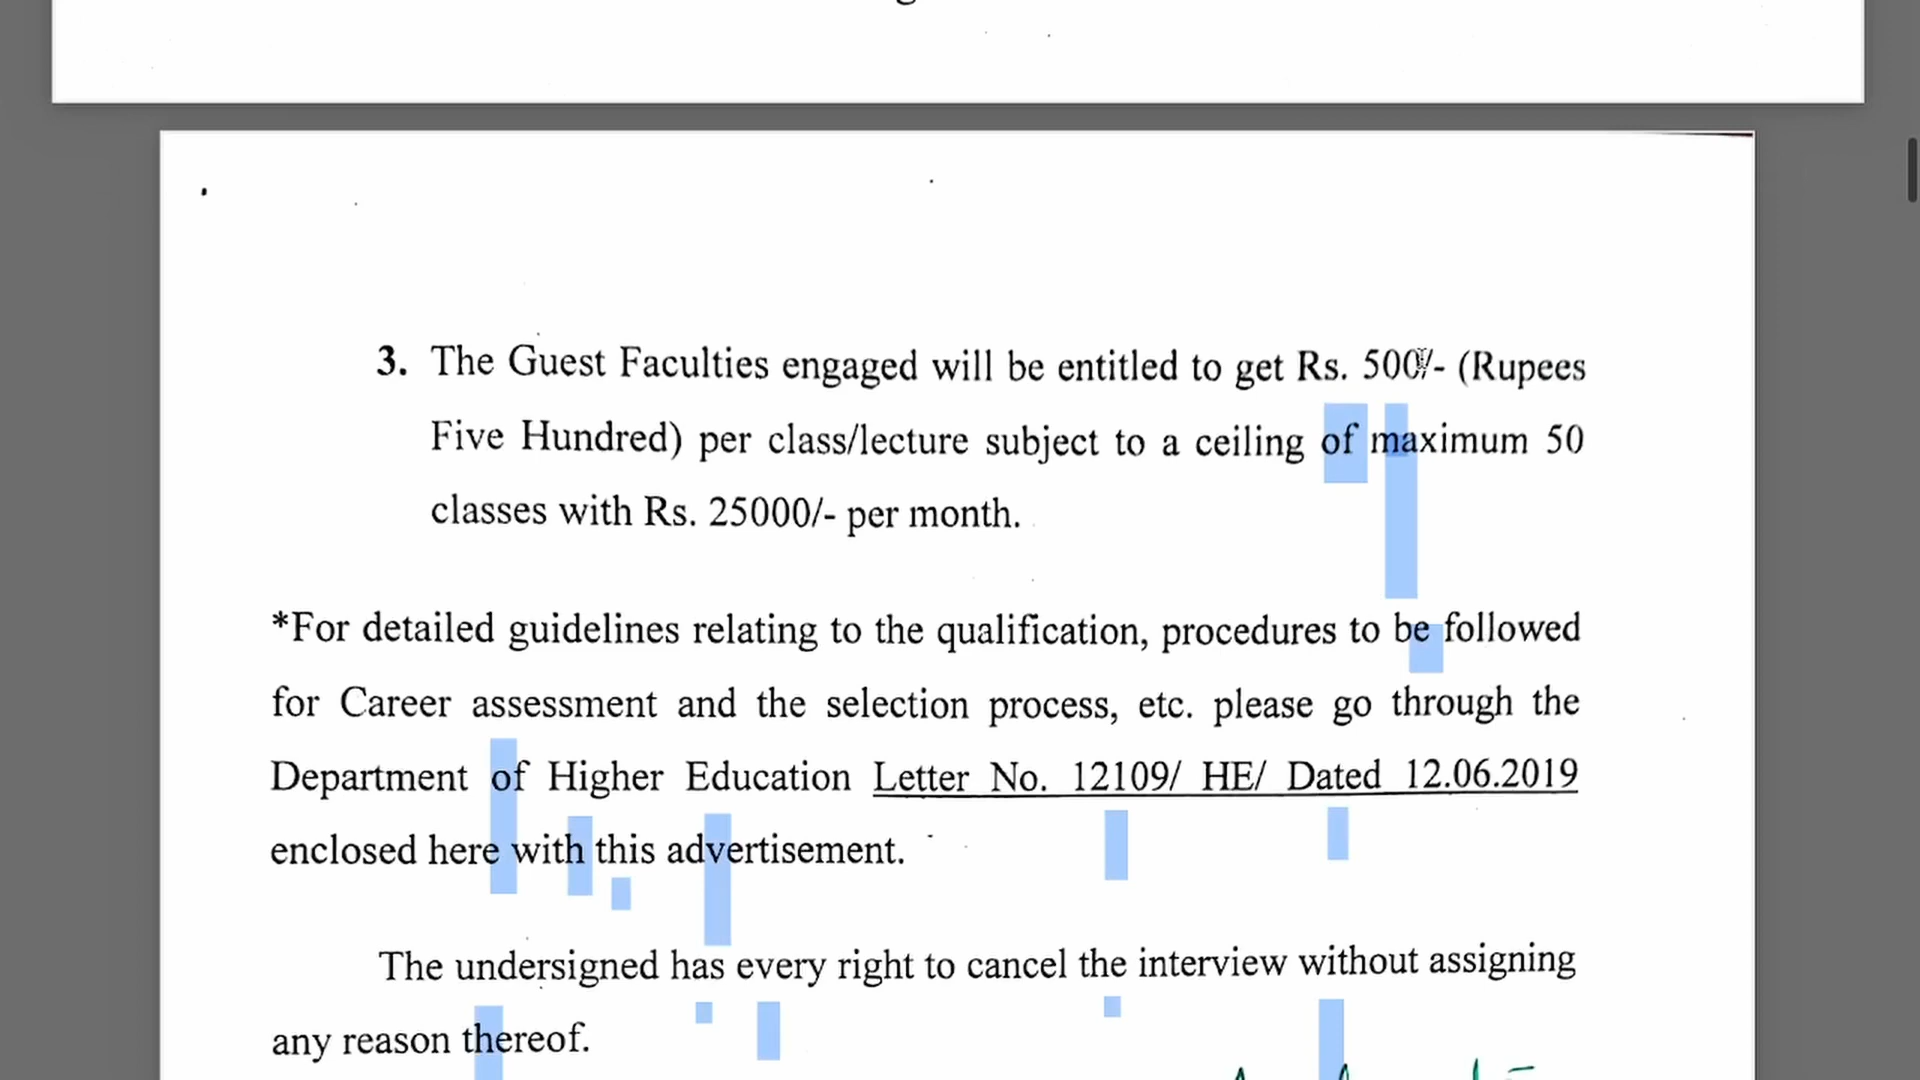 3. The Guest Faculties engaged will be entitled to get Rs. 500/- (Rupees
Five Hundred) per class/lecture subject to a ceiling of maximum 50
classes with Rs. 25000/- per month.
*For detailed guidelines relating to the qualification, procedures to be followed
for Career assessment and the selection process, etc. please go through the
Department of Higher Education Letter No. 12109/ HE/ Dated 12.06.2019
enclosed here with this advertisement.
The undersigned has every right to cancel the interview without assigning
any reason thereof.